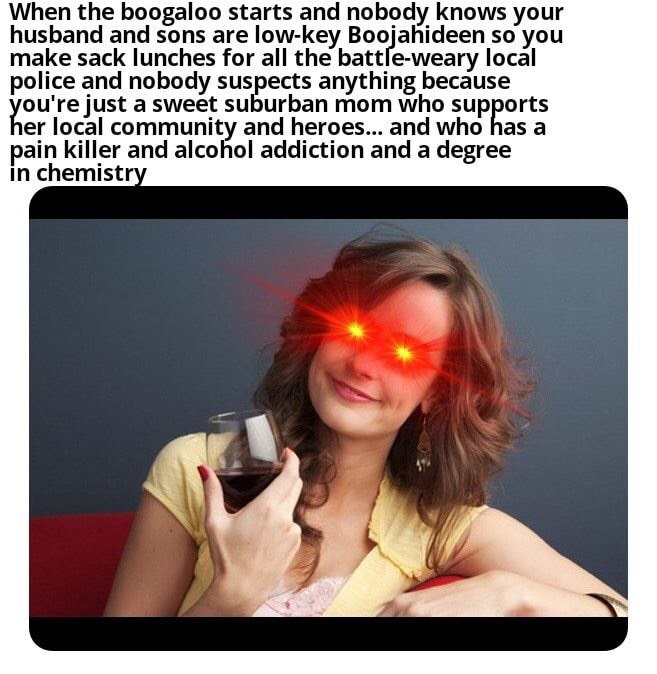 When the boogaloo starts and nobody knows your
husband and sons are low-key Boojahideen so you
make sack lunches for all the battle-weary local
police and nobody suspects anything because
you're just a sweet suburban mom who supports
her local community and heroes... and who has a
pain killer and alcohol addiction and a degree
in chemistry